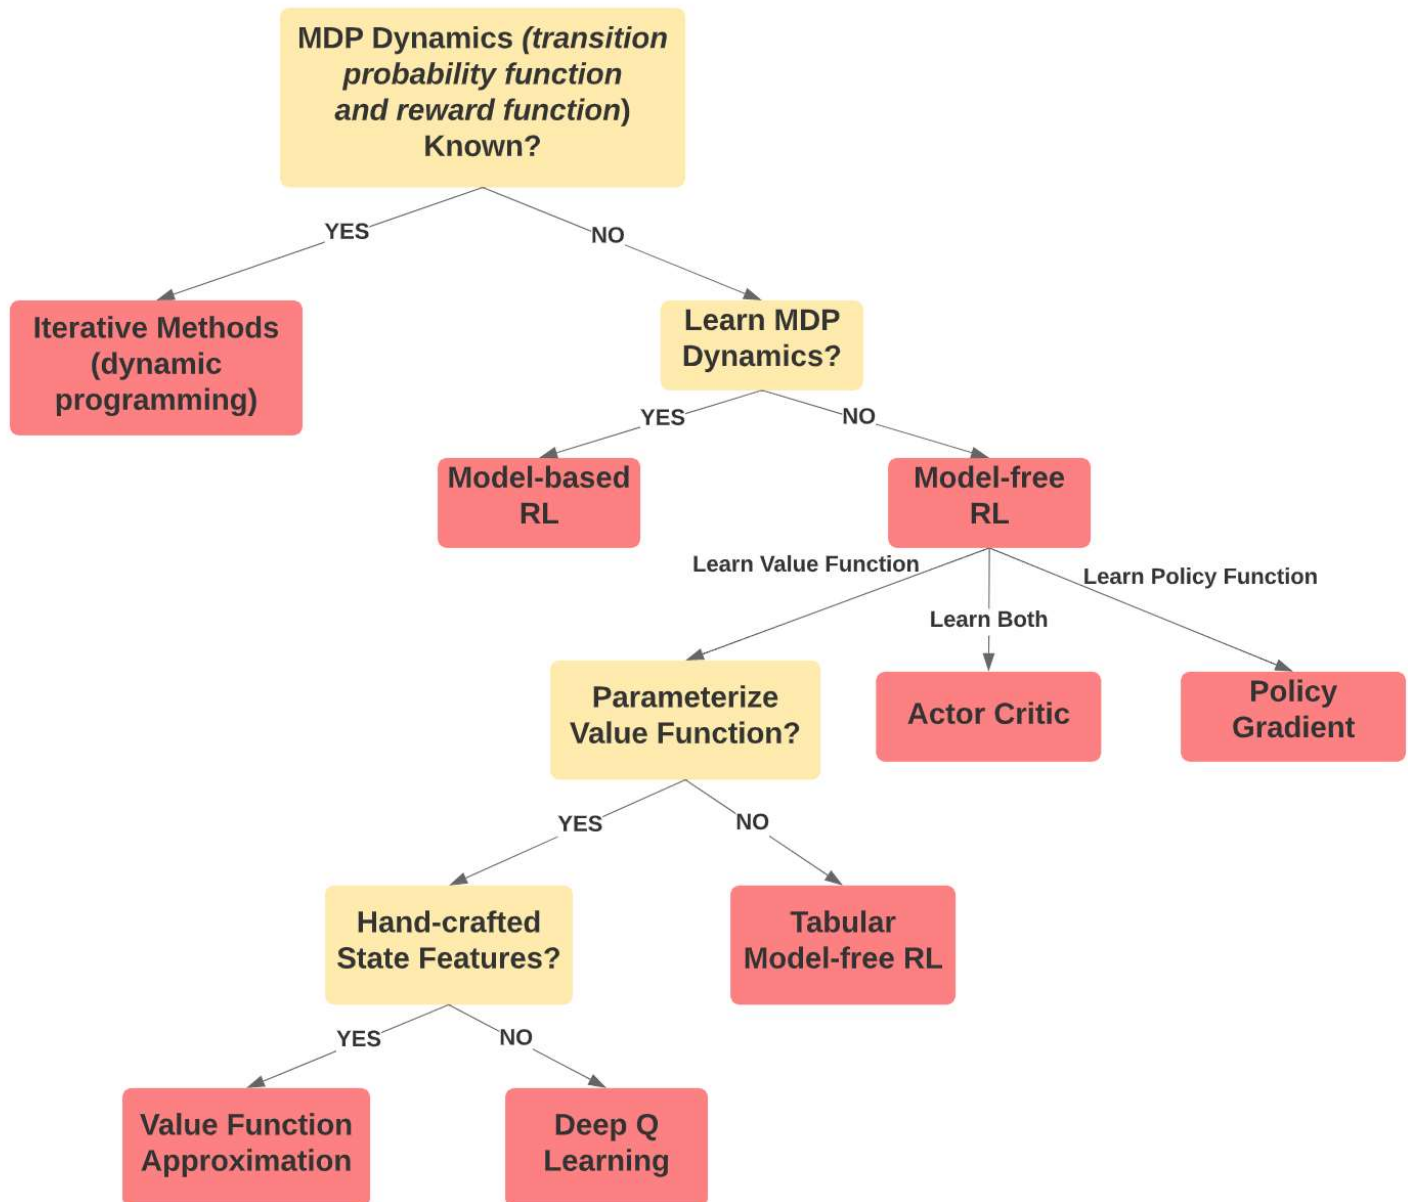 MDP Dynamics (transition
probability function
and reward function)
Known?
YES
NO
Iterative Methods
(dynamic
programming)
Learn MDP
Dynamics?
YES
NO
Model-based
RL
Model-free
RL
Learn Value Function
Learn Both
Learn Policy Function
Parameterize
Value Function?
Actor Critic
Policy
Gradient
YES
NO
Hand-crafted
State Features?
Tabular
Model-free RL
YES
NO
Value Function
Approximation
Deep Q
Learning